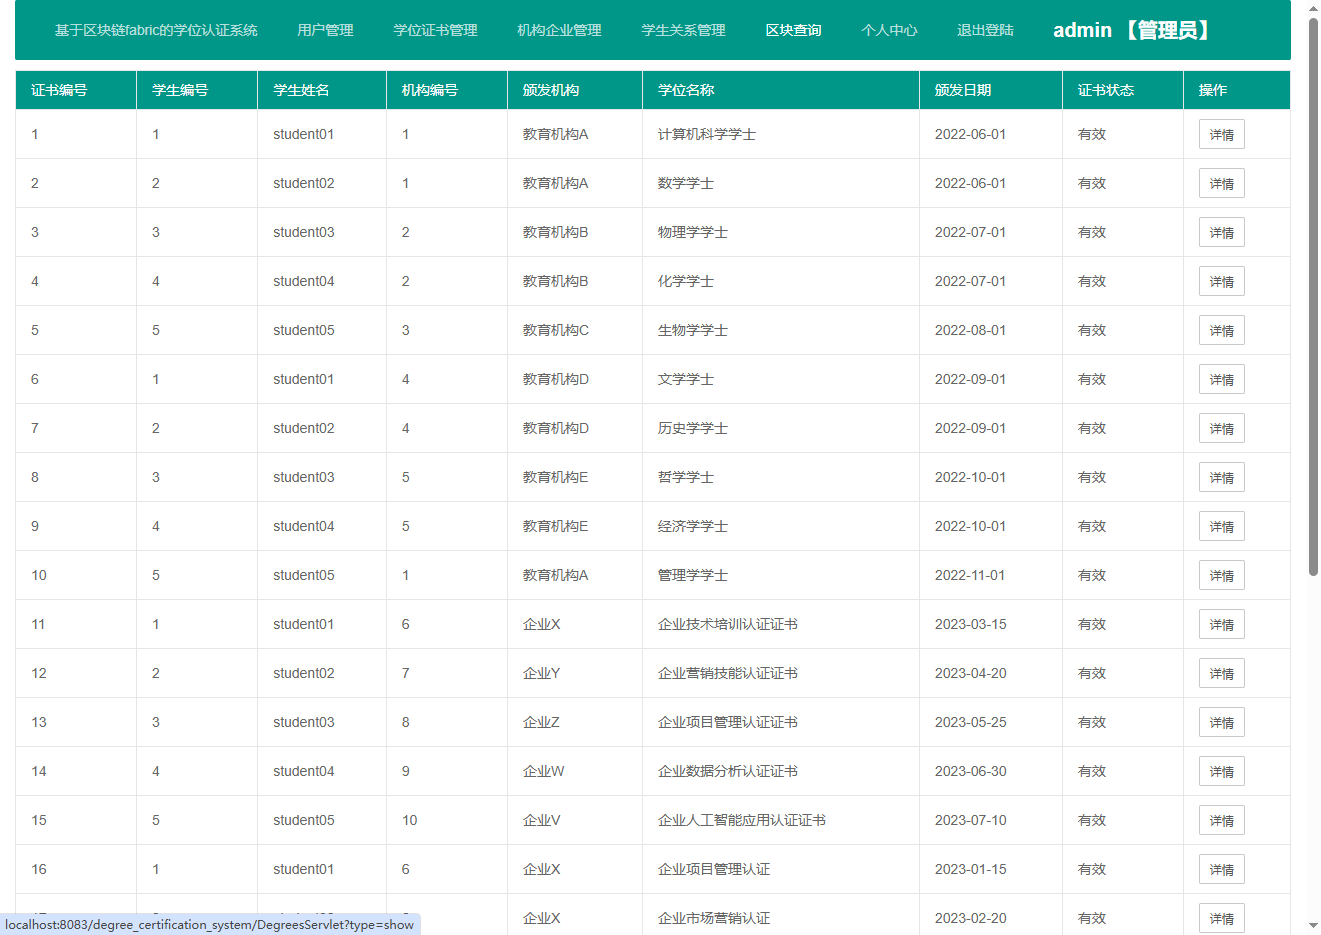 基于区块链fabric的学位认证系统 用户管理 学位证书管理 机构企业管理 学生关系管理 区块查询 个人中心 退出登陆 admin 【管理员】
证书编号 学生编号 学生姓名 机构编号 颁发机构 学位名称 颁发日期 证书状态 操作
1 1 student01 1 教育机构A 计算机科学学士 2022-06-01 有效 详情
2 2 student02 1 教育机构A 数学学士 2022-06-01 有效 详情
3 3 student03 2 教育机构B 物理学学士 2022-07-01 有效 详情
4 4 student04 2 教育机构B 化学学士 2022-07-01 有效 详情
5 5 student05 3 教育机构C 生物学学士 2022-08-01 有效 详情
6 1 student01 4 教育机构D 文学学士 2022-09-01 有效 详情
7 2 student02 4 教育机构D 历史学学士 2022-09-01 有效 详情
8 3 student03 5 教育机构E 哲学学士 2022-10-01 有效 详情
9 4 student04 5 教育机构E 经济学学士 2022-10-01 有效 详情
10 5 student05 1 教育机构A 管理学学士 2022-11-01 有效 详情
11 1 student01 6 企业X 企业技术培训认证证书 2023-03-15 有效 详情
12 2 student02 7 企业Y 企业营销技能认证证书 2023-04-20 有效 详情
13 3 student03 8 企业Z 企业项目管理认证证书 2023-05-25 有效 详情
14 4 student04 9 企业W 企业数据分析认证证书 2023-06-30 有效 详情
15 5 student05 10 企业V 企业人工智能应用认证证书 2023-07-10 有效 详情
16 1 student01 6 企业X 企业项目管理认证 2023-01-15 有效 详情
企业X 企业市场营销认证 2023-02-20 有效 详情
localhost:8083/degree_certification_system/DegreesServlet?type=show